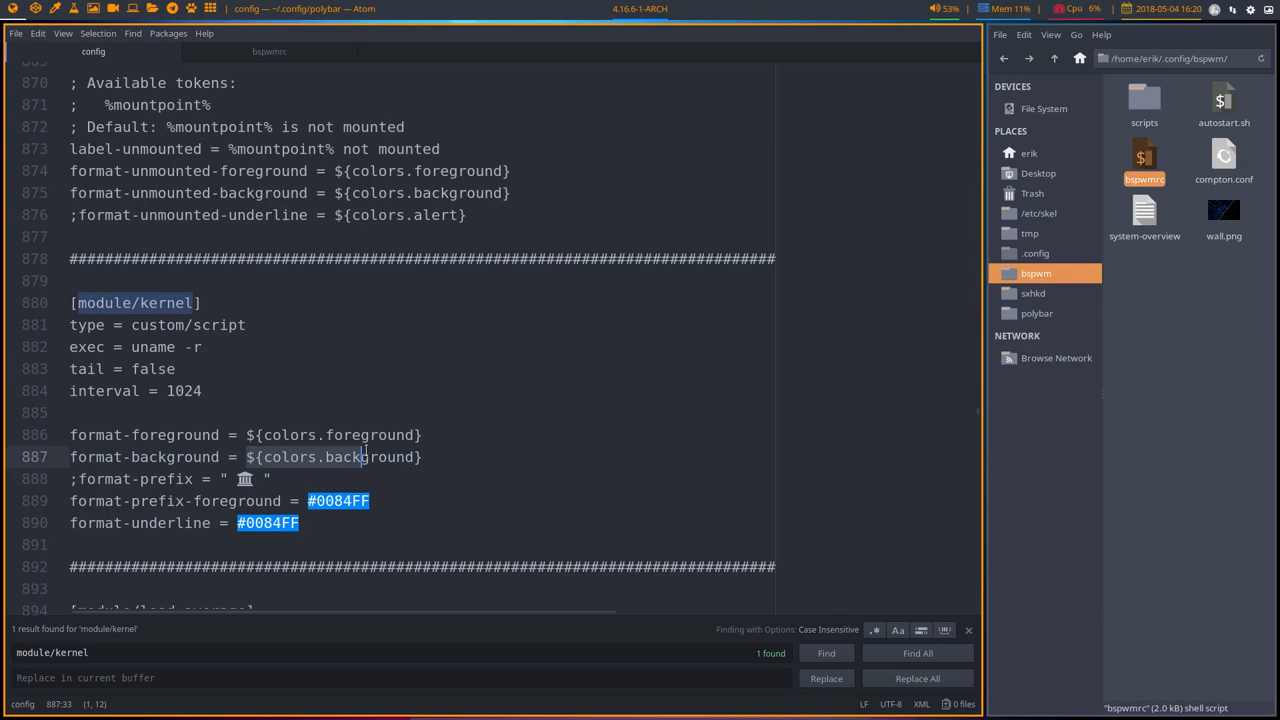 config — ~/.config/polybar — Atom
4.16.6-1-ARCH
53%
Mem 11%
Cpu 6%
2018-05-04 16:20
File Edit View Selection Find Packages Help
config
bspwmrc
870 ; Available tokens:
871 ;   %mountpoint%
872 ; Default: %mountpoint% is not mounted
873 label-unmounted = %mountpoint% not mounted
874 format-unmounted-foreground = ${colors.foreground}
875 format-unmounted-background = ${colors.background}
876 ;format-unmounted-underline = ${colors.alert}
877
878 ################################################################################
879
880 [module/kernel]
881 type = custom/script
882 exec = uname -r
883 tail = false
884 interval = 1024
885
886 format-foreground = ${colors.foreground}
887 format-background = ${colors.background}
888 ;format-prefix = "  "
889 format-prefix-foreground = #0084FF
890 format-underline = #0084FF
891
892 ################################################################################
893
894 [module/load-average]
1 result found for 'module/kernel'
Finding with Options: Case Insensitive
.* Aa
module/kernel
1 found
Find
Find All
Replace in current buffer
Replace
Replace All
config 887:33 (1, 12)
LF UTF-8 XML 0 files
File Edit View Go Help
/home/erik/.config/bspwm/
DEVICES
File System
PLACES
erik
Desktop
Trash
/etc/skel
tmp
.config
bspwm
sxhkd
polybar
NETWORK
Browse Network
scripts
autostart.sh
bspwmrc
compton.conf
system-overview
wall.png
"bspwmrc" (2.0 kB) shell script